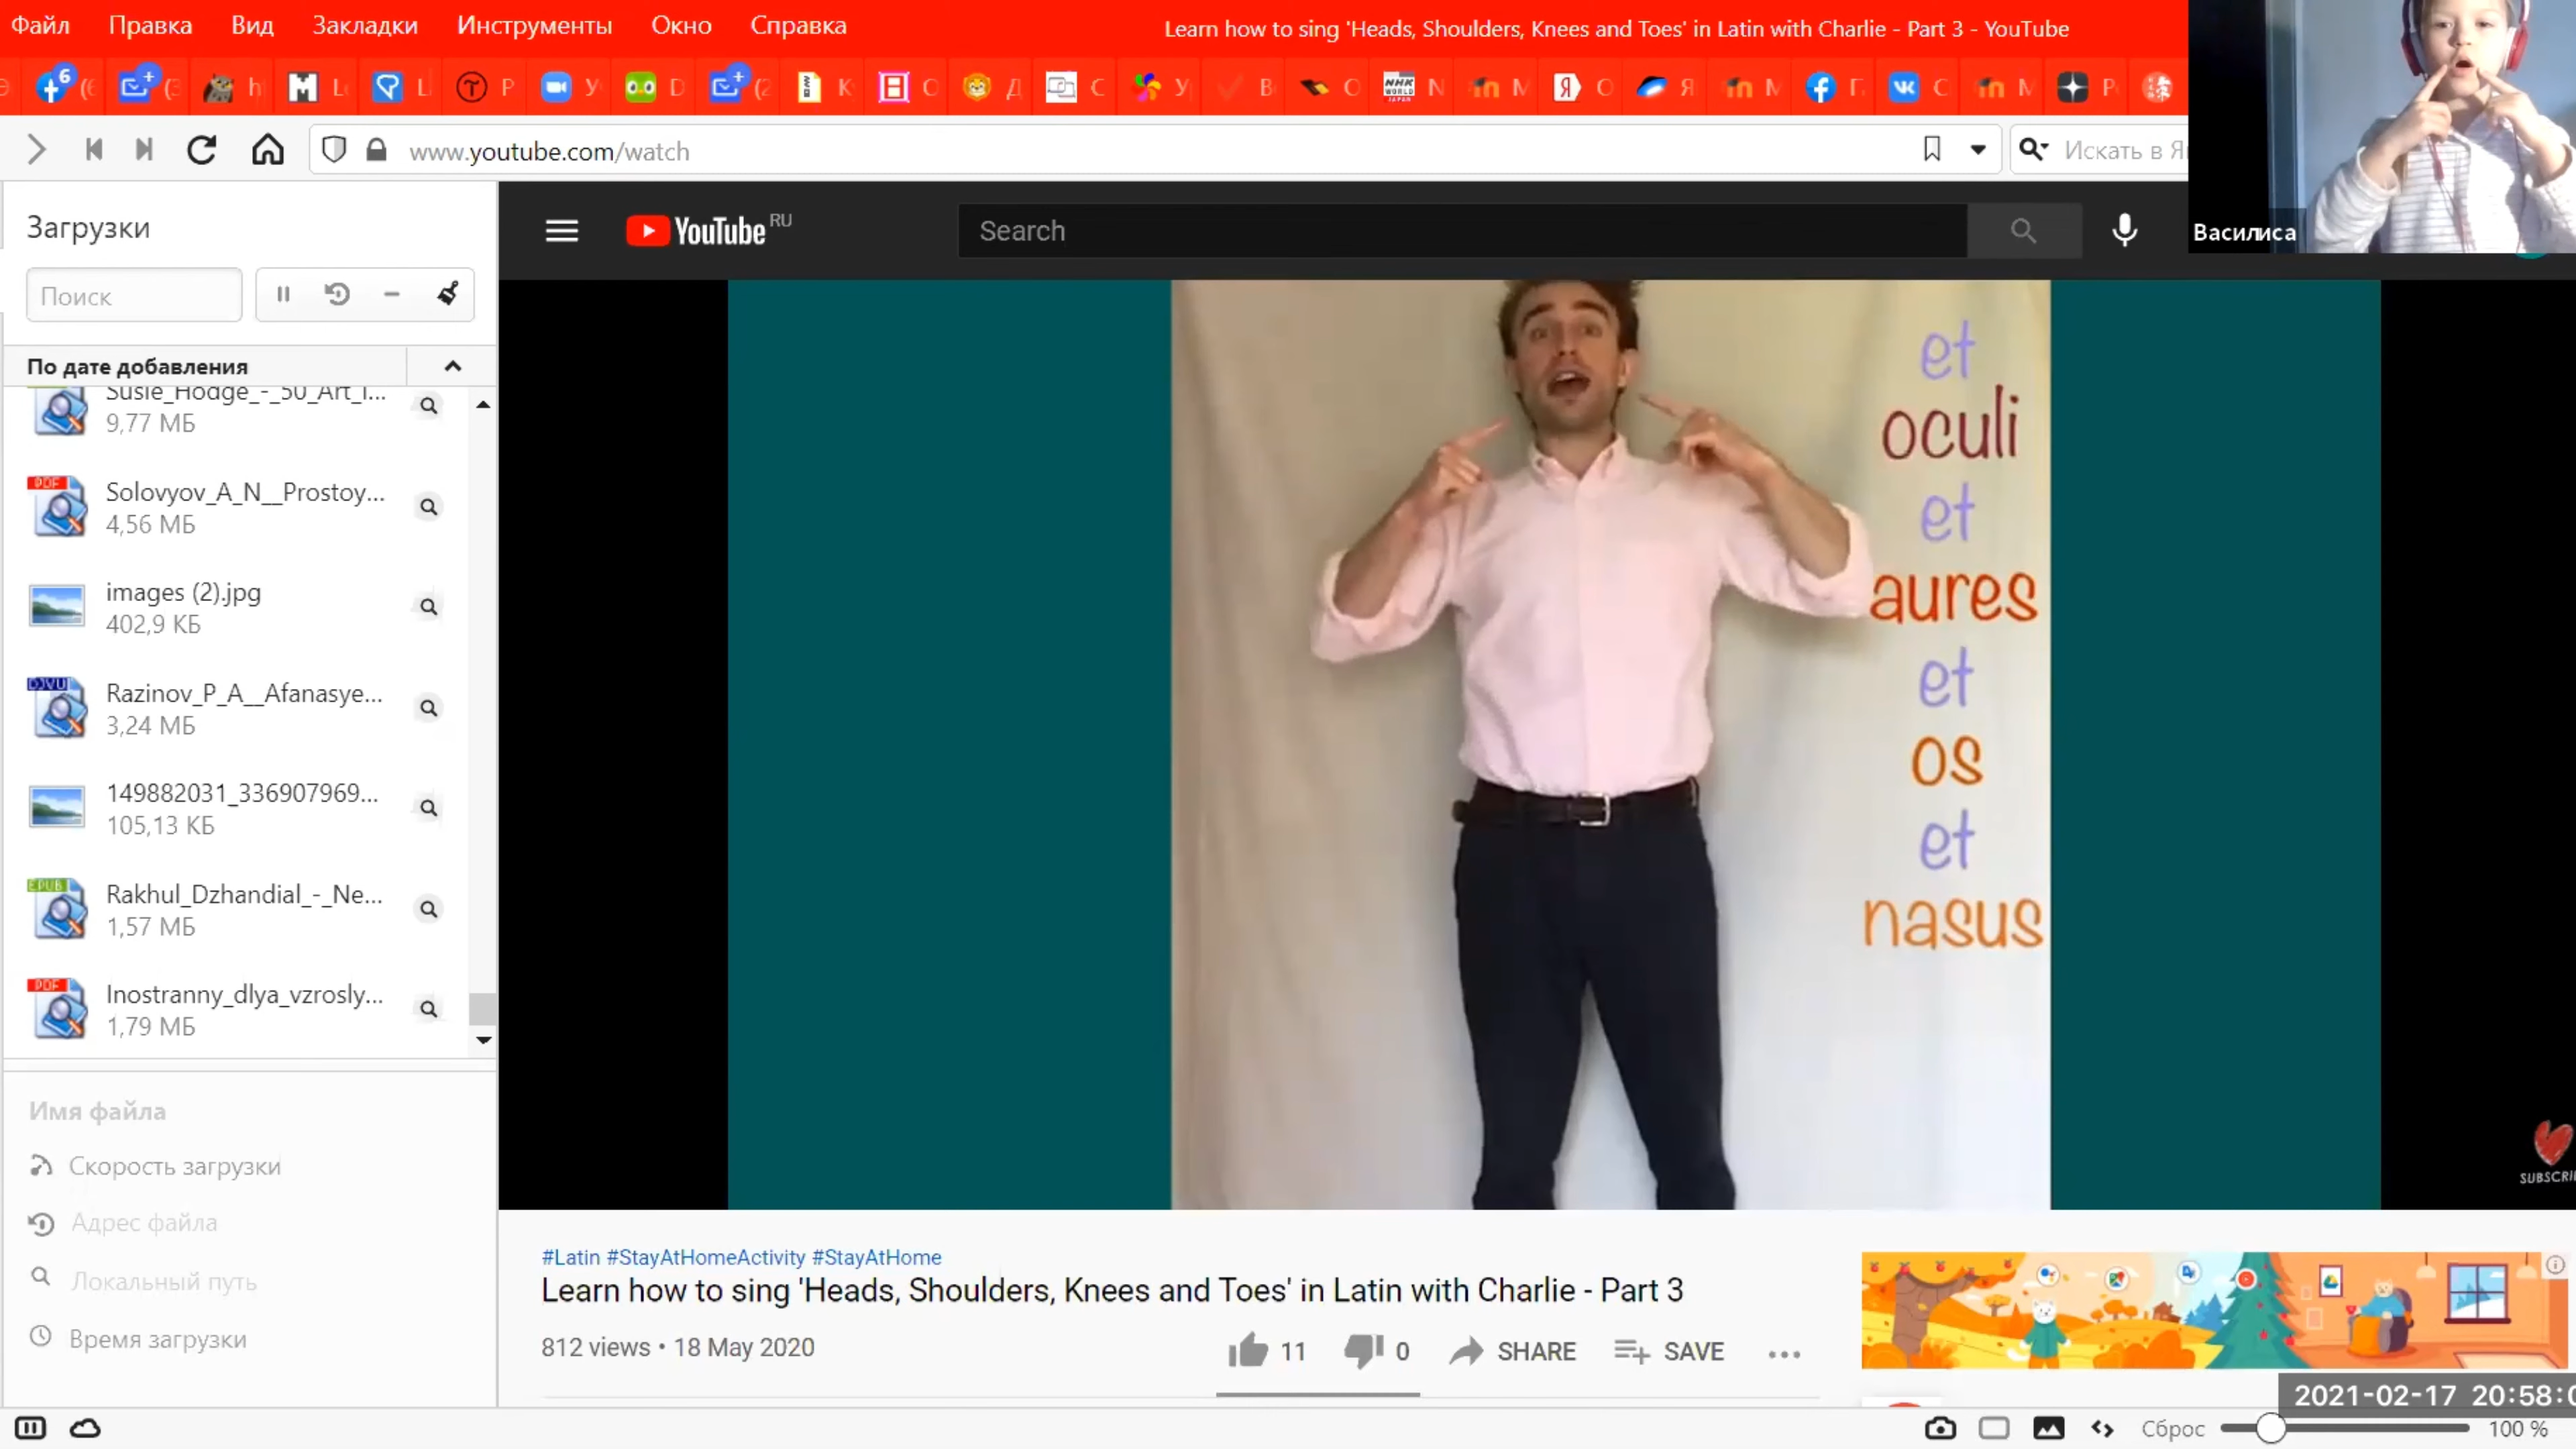 Файл Правка Вид Закладки Инструменты Окно Справка
Learn how to sing 'Heads, Shoulders, Knees and Toes' in Latin with Charlie - Part 3 - YouTube
www.youtube.com/watch
Искать в
Василиса
Загрузки
YouTube RU
Search
Поиск
По дате добавления
Susie_Hodge_-_50_Art_I...
9,77 МБ
Solovyov_A_N__Prostoy...
4,56 МБ
images (2).jpg
402,9 КБ
Razinov_P_A__Afanasye...
3,24 МБ
149882031_336907969...
105,13 КБ
Rakhul_Dzhandial_-_Ne...
1,57 МБ
Inostranny_dlya_vzrosly...
1,79 МБ
Имя файла
Скорость загрузки
Адрес файла
Локальный путь
Время загрузки
et
oculi
et
aures
et
os
et
nasus
#Latin #StayAtHomeActivity #StayAtHome
Learn how to sing 'Heads, Shoulders, Knees and Toes' in Latin with Charlie - Part 3
812 views • 18 May 2020
11 0 SHARE SAVE
2021-02-17 20:58:0
Сброс 100 %